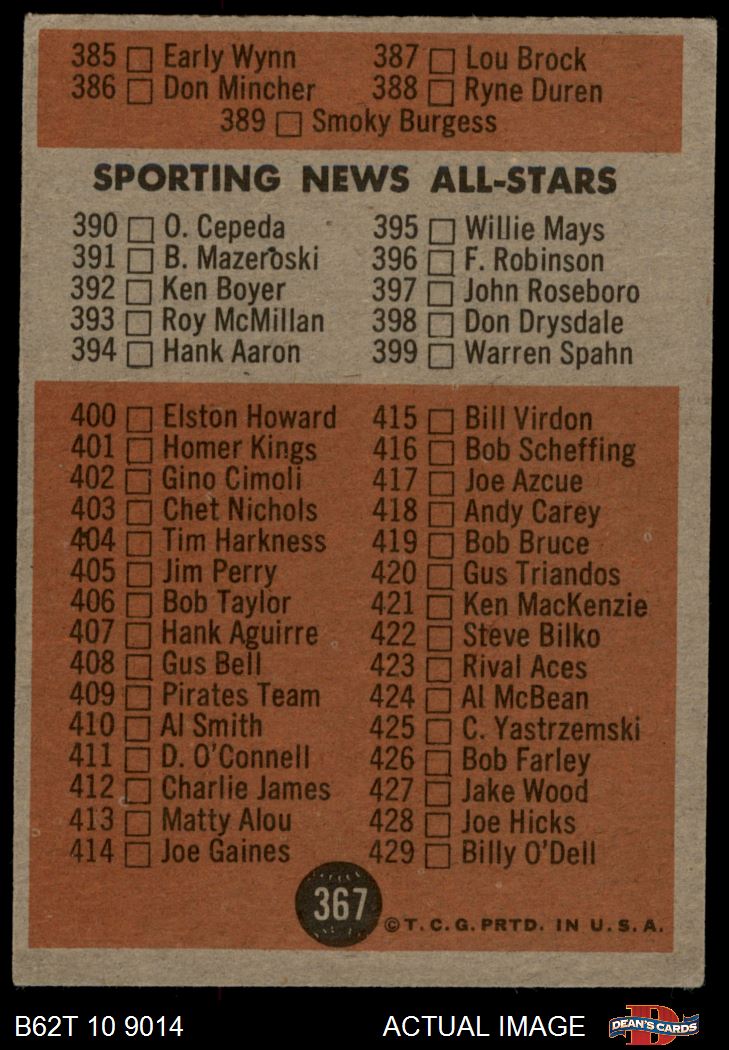 385 Early Wynn 387 Lou Brock
386 Don Mincher 388 Ryne Duren
389 Smoky Burgess
SPORTING NEWS ALL-STARS
390 O. Cepeda 395 Willie Mays
391 B. Mazeroski 396 F. Robinson
392 Ken Boyer 397 John Roseboro
393 Roy McMillan 398 Don Drysdale
394 Hank Aaron 399 Warren Spahn
400 Elston Howard 415 Bill Virdon
401 Homer Kings 416 Bob Scheffing
402 Gino Cimoli 417 Joe Azcue
403 Chet Nichols 418 Andy Carey
404 Tim Harkness 419 Bob Bruce
405 Jim Perry 420 Gus Triandos
406 Bob Taylor 421 Ken MacKenzie
407 Hank Aguirre 422 Steve Bilko
408 Gus Bell 423 Rival Aces
409 Pirates Team 424 Al McBean
410 Al Smith 425 C. Yastrzemski
411 D. O'Connell 426 Bob Farley
412 Charlie James 427 Jake Wood
413 Matty Alou 428 Joe Hicks
414 Joe Gaines 429 Billy O'Dell
367
© T. C. G. PRTD. IN U. S. A.
B62T 10 9014 ACTUAL IMAGE D DEAN'S CARDS